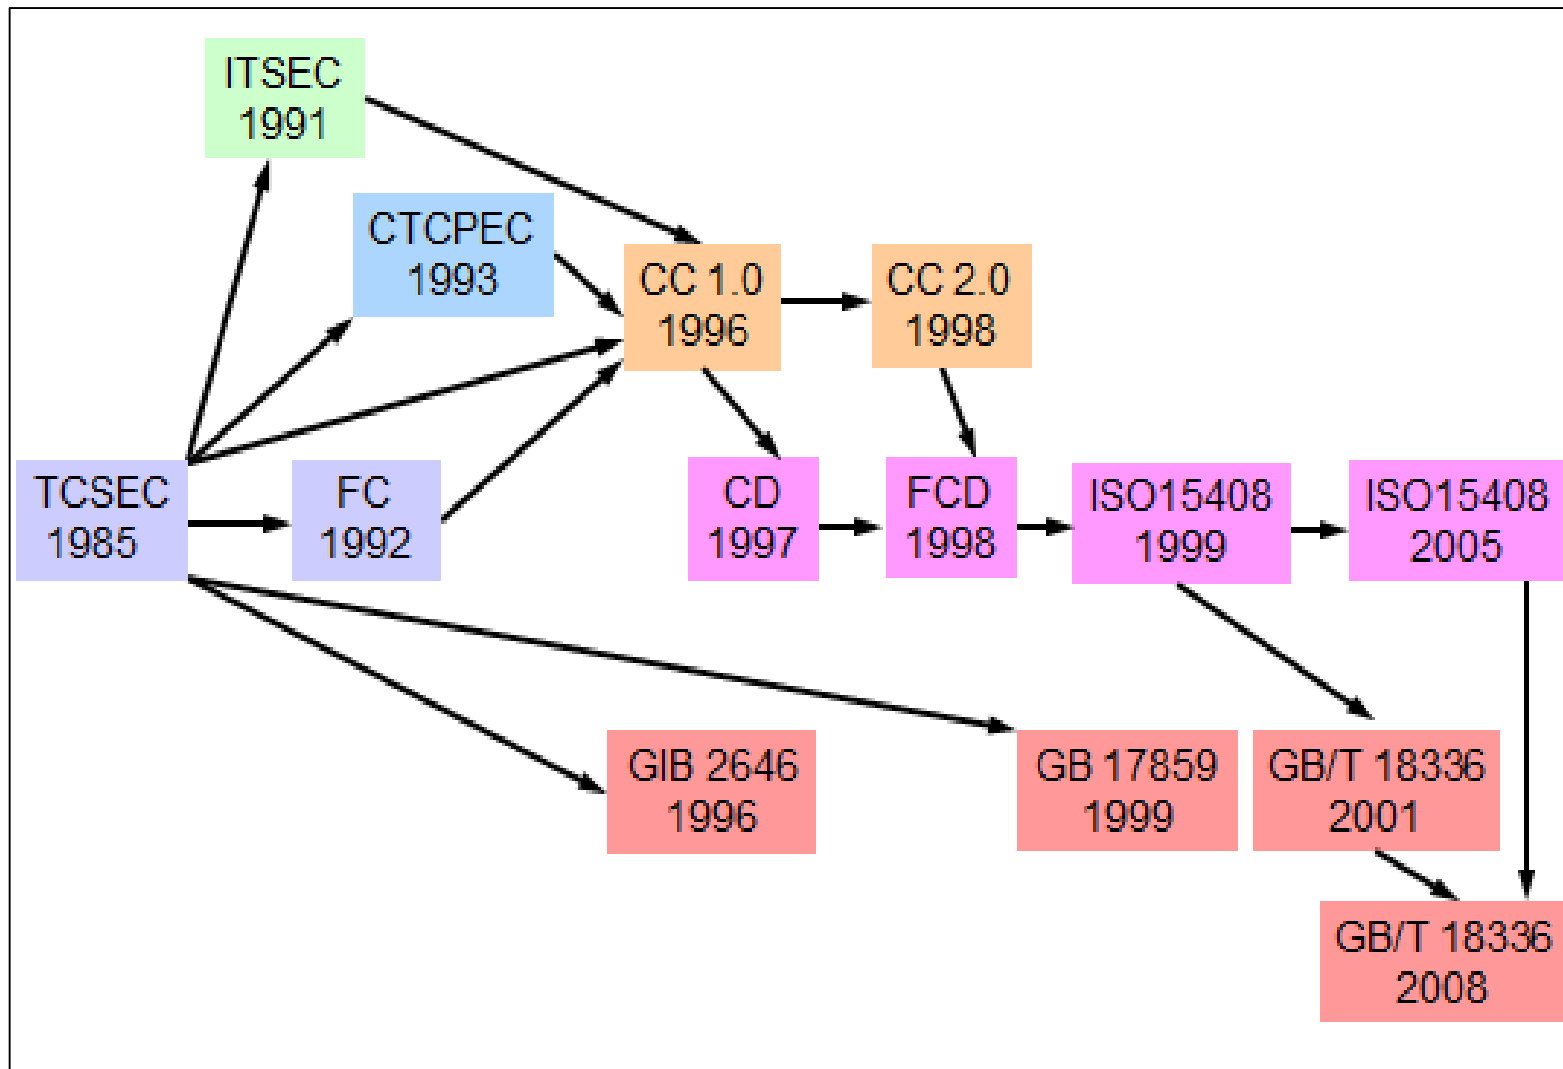 ITSEC
1991
CTCPEC
1993
CC 1.0
1996
CC 2.0
1998
TCSEC
1985
FC
1992
CD
1997
FCD
1998
ISO15408
1999
ISO15408
2005
GIB 2646
1996
GB 17859
1999
GB/T 18336
2001
GB/T 18336
2008